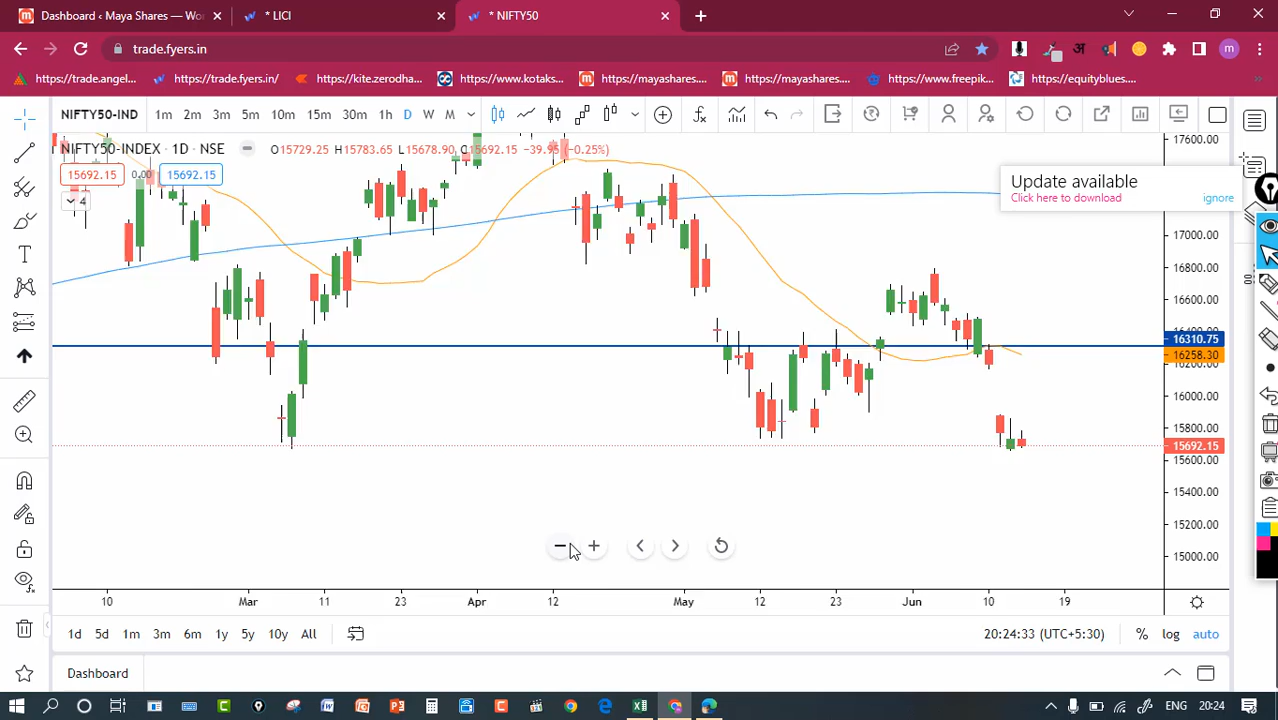 Dashboard ‹ Maya Shares — Wo
* LICI
* NIFTY50
trade.fyers.in
m
https://trade.angel...
https://trade.fyers.in/
https://kite.zerodha...
https://www.kotaks...
https://mayashares...
https://mayashares...
https://www.freepik...
https://equityblues....
NIFTY50-IND 1m 2m 3m 5m 10m 15m 30m 1h D W M
NIFTY50-INDEX · 1D · NSE O15729.25 H15783.65 L15678.90 C15692.15 −39.95 (−0.25%)
15692.15 0.00 15692.15
4
Update available
Click here to download ignore
17600.00
17000.00
16800.00
16600.00
16400.00
16310.75
16258.30
16200.00
16000.00
15800.00
15692.15
15600.00
15400.00
15200.00
15000.00
10 Mar 11 23 Apr 12 May 12 23 Jun 10 19
1d 5d 1m 3m 6m 1y 5y 10y All
20:24:33 (UTC+5:30) % log auto
Dashboard
ENG 20:24